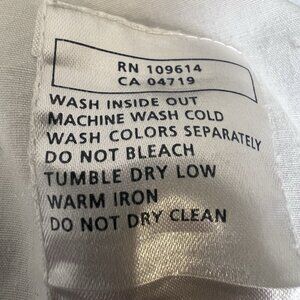 RN 109614
CA 04719
WASH INSIDE OUT
MACHINE WASH COLD
WASH COLORS SEPARATELY
DO NOT BLEACH
TUMBLE DRY LOW
WARM IRON
DO NOT DRY CLEAN